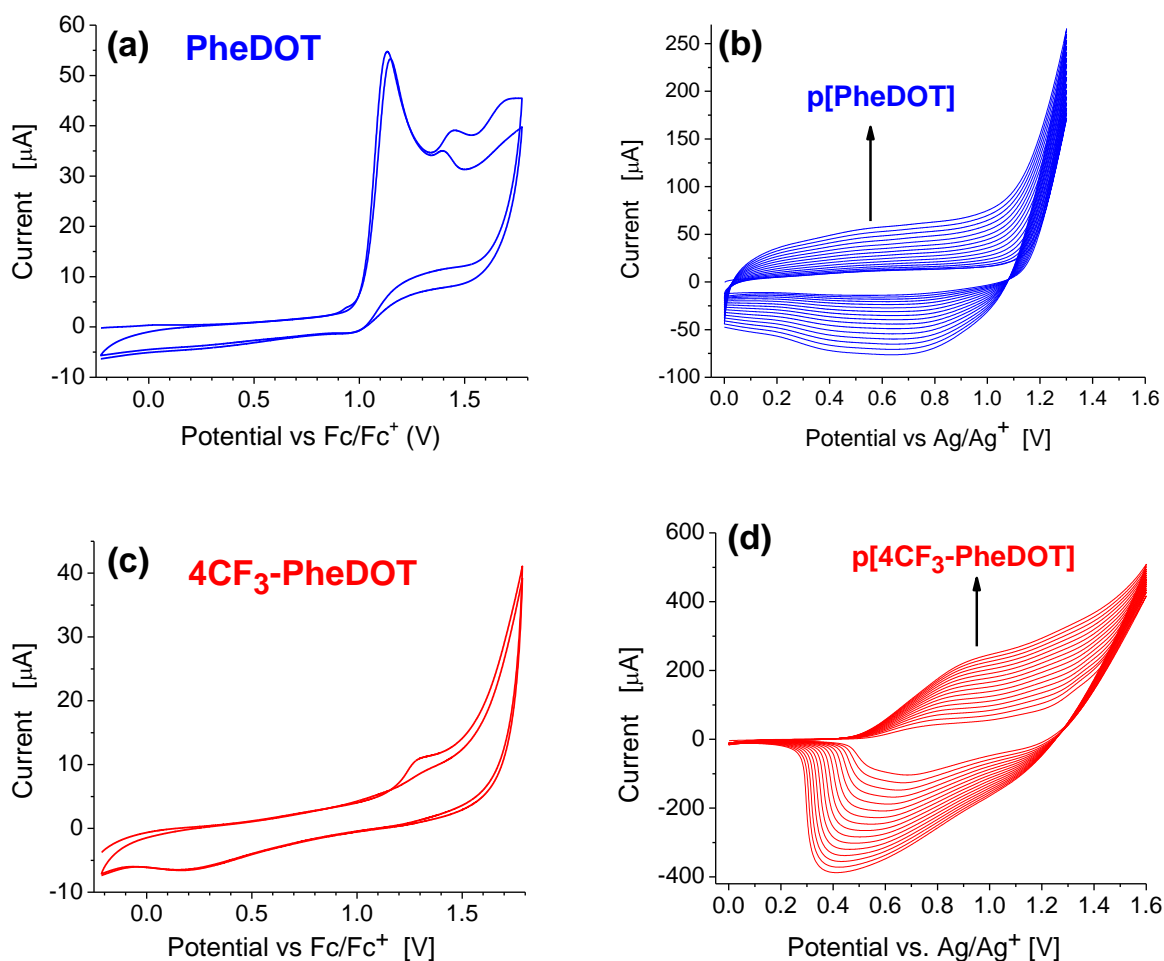 (a) PheDOT
Current [μA]
60
50
40
30
20
10
0
-10
0.0 0.5 1.0 1.5
Potential vs Fc/Fc⁺ (V)
(b)
p[PheDOT]
Current [μA]
250
200
150
100
50
0
-50
-100
0.0 0.2 0.4 0.6 0.8 1.0 1.2 1.4 1.6
Potential vs Ag/Ag⁺ [V]
(c) 4CF₃-PheDOT
Current [μA]
40
30
20
10
0
-10
0.0 0.5 1.0 1.5
Potential vs Fc/Fc⁺ [V]
(d)
p[4CF₃-PheDOT]
Current [μA]
600
400
200
0
-200
-400
0.0 0.2 0.4 0.6 0.8 1.0 1.2 1.4 1.6
Potential vs. Ag/Ag⁺ [V]